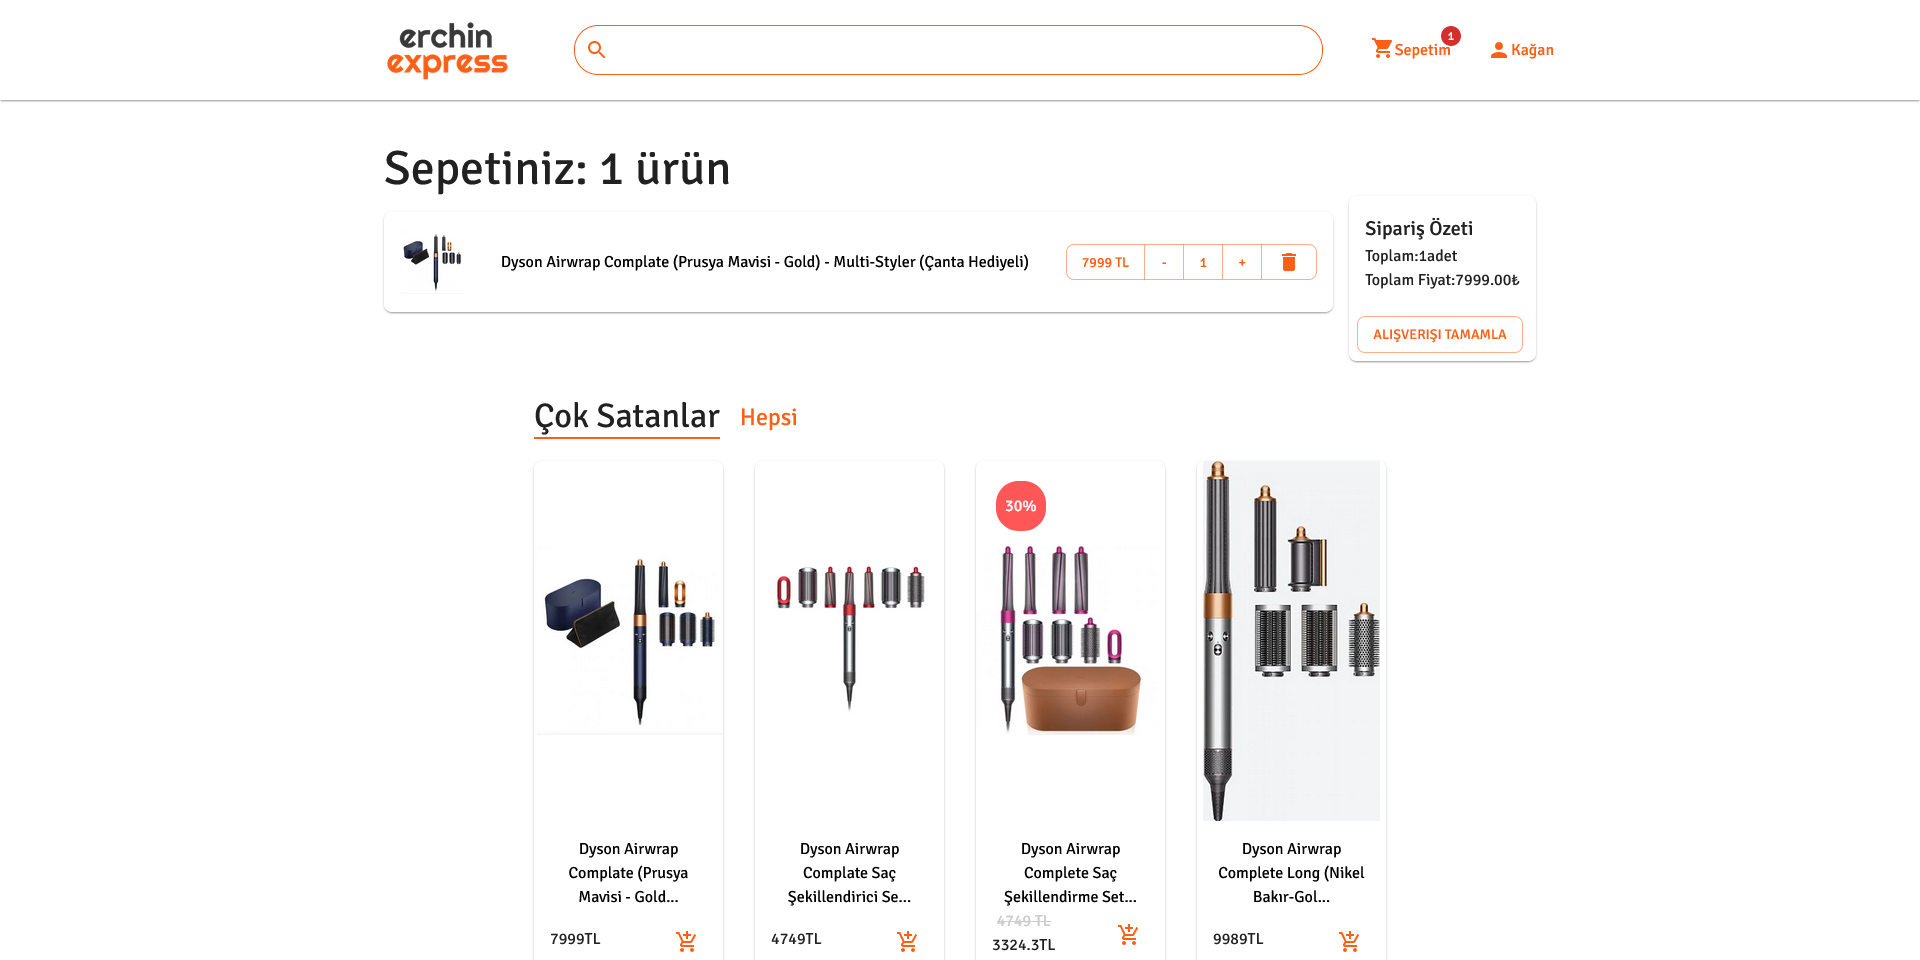 erchin
express
Sepetim
1
Kağan
Sepetiniz: 1 ürün
Dyson Airwrap Complate (Prusya Mavisi - Gold) - Multi-Styler (Çanta Hediyeli)
7999 TL
-
1
+
Sipariş Özeti
Toplam:1adet
Toplam Fiyat:7999.00₺
ALIŞVERIŞI TAMAMLA
Çok Satanlar
Hepsi
Dyson Airwrap
Complate (Prusya
Mavisi - Gold...
7999TL
Dyson Airwrap
Complate Saç
Şekillendirici Se...
4749TL
30%
Dyson Airwrap
Complete Saç
Şekillendirme Set...
4749 TL
3324.3TL
Dyson Airwrap
Complete Long (Nikel
Bakır-Gol...
9989TL